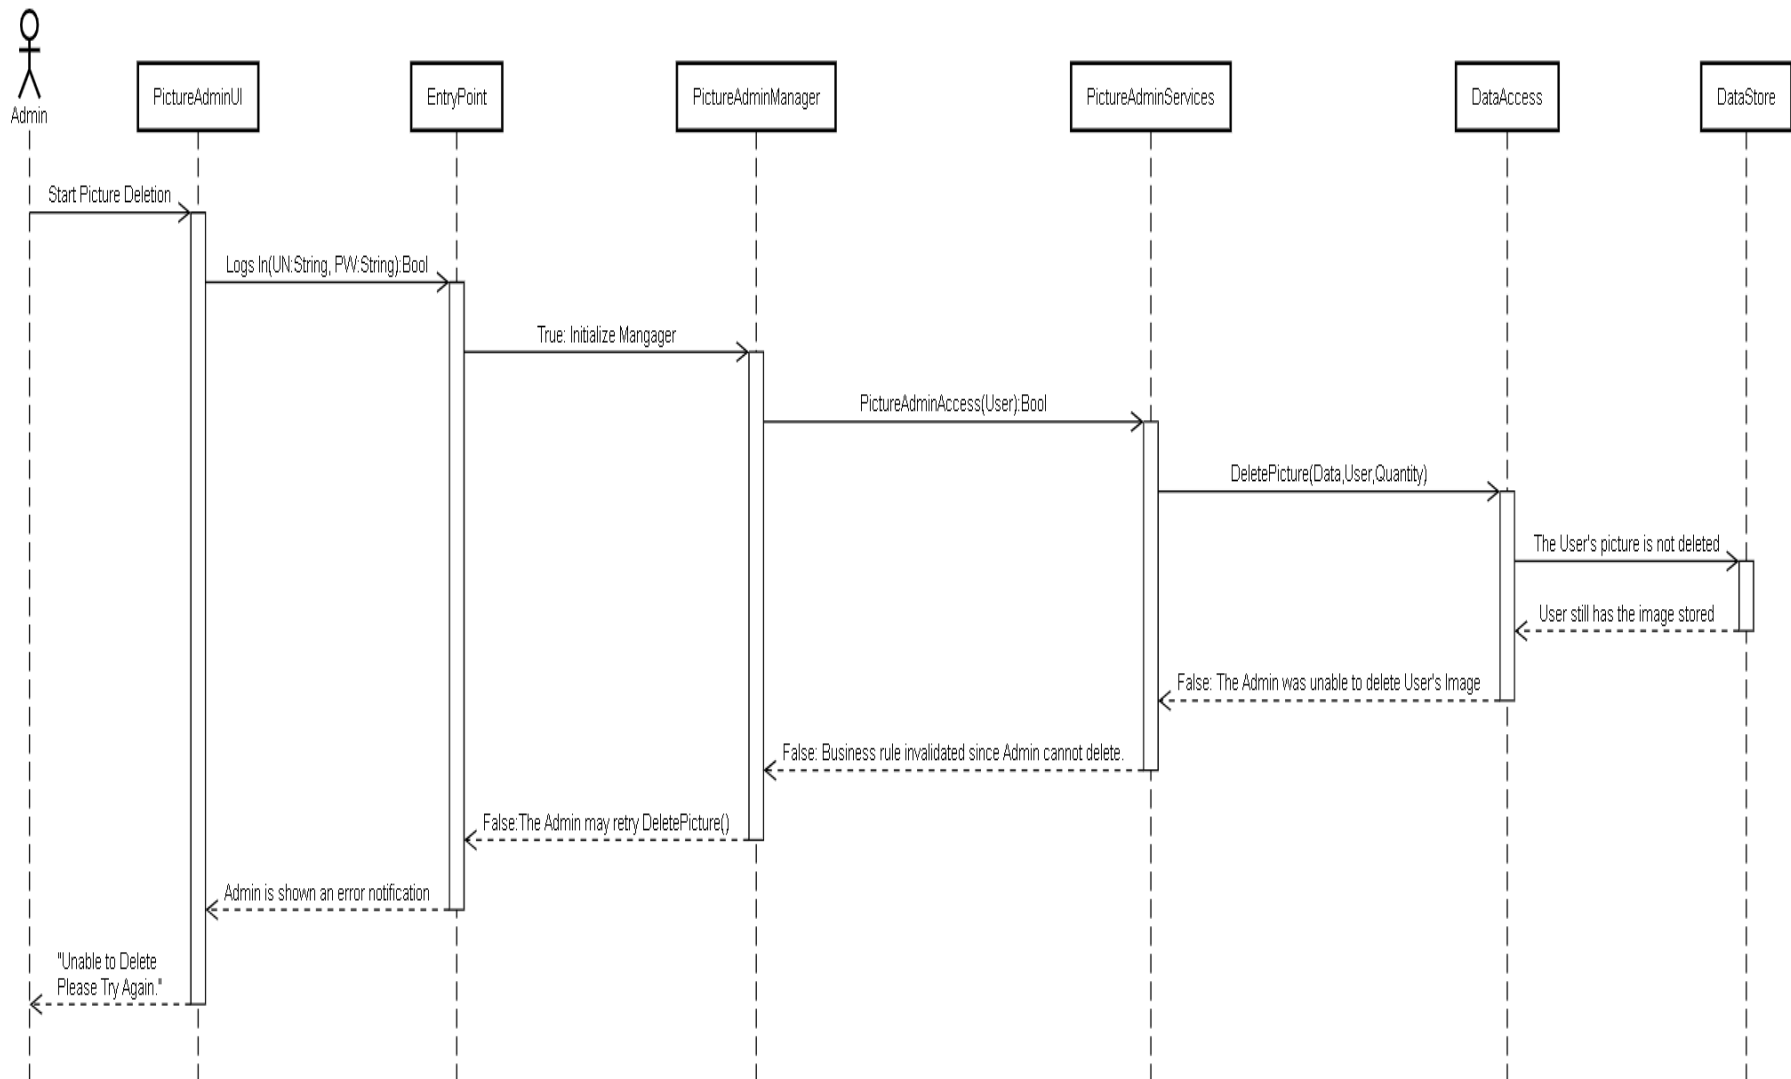 Admin
PictureAdminUI
EntryPoint
PictureAdminManager
PictureAdminServices
DataAccess
DataStore
Start Picture Deletion
Logs In(UN:String, PW:String):Bool
True: Initialize Mangager
PictureAdminAccess(User):Bool
DeletePicture(Data,User,Quantity)
The User's picture is not deleted
User still has the image stored
False: The Admin was unable to delete User's Image
False: Business rule invalidated since Admin cannot delete.
False:The Admin may retry DeletePicture()
Admin is shown an error notification
"Unable to Delete
Please Try Again."